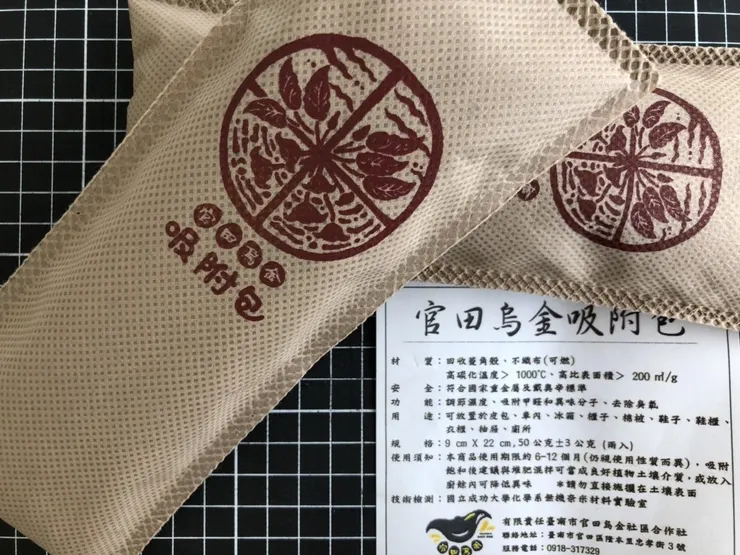 官田烏金
吸附包
官田烏金吸附包
材 質：回收菱角殼、不織布(可燃)
高碳化溫度＞1000℃、高比表面積＞200 ㎡/g
安 全：符合國家重金屬及戴奧辛標準
功 能：調節濕度、吸附甲醛和異味分子、去除臭氣
用 途：可放置於皮包、車內、冰箱、櫃子、棉被、鞋子、鞋櫃、
衣櫃、抽屜、廁所
規 格：9 cm X 22 cm,50 公克±3 公克 (兩入)
使用須知：本商品使用期限約 6-12 個月(仍視使用性質而異)，吸附
飽和後建議與堆肥混拌可當成良好植物土壤介質，或放入
廚餘內可降低異味 ＊請勿直接施灑在土壤表面
技術檢測：國立成功大學化學系無機奈米材料實驗室
有限責任臺南市官田烏金社區合作社
聯絡地址：臺南市官田區隆本里忠孝街 3 號
服務電話：0918-317329